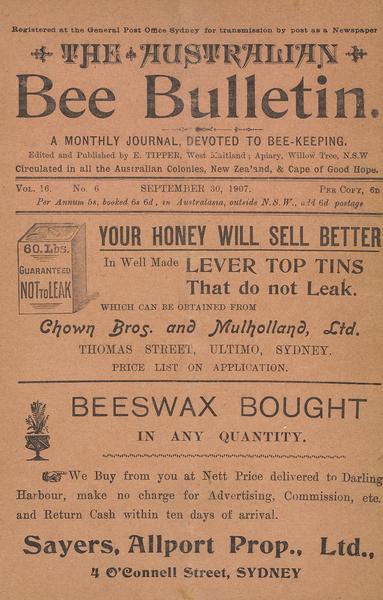 Registered at the General Post Office Sydney for transmission by post as a Newspaper
THE AUSTRALIAN
Bee Bulletin.
A MONTHLY JOURNAL, DEVOTED TO BEE-KEEPING.
Edited and Published by E. TIPPER, West Maitland; Apiary, Willow Tree, N.S.W
Circulated in all the Australian Colonies, New Zea'and, & Cape of Good Hope.
VOL. 16. No. 6 SEPTEMBER 30, 1907. PER COPY, 6D
Per Annum 5s, booked 6s 6d, in Australasia, outside N.S.W., add 6d postage
60.Lbs.
GUARANTEED
NOT TO LEAK
YOUR HONEY WILL SELL BETTER
In Well Made LEVER TOP TINS
That do not Leak.
WHICH CAN BE OBTAINED FROM
Chown Bros. and Mulholland, Ltd.
THOMAS STREET, ULTIMO, SYDNEY.
PRICE LIST ON APPLICATION.
BEESWAX BOUGHT
IN ANY QUANTITY.
We Buy from you at Nett Price delivered to Darling
Harbour, make no charge for Advertising, Commission, etc.
and Return Cash within ten days of arrival.
Sayers, Allport Prop., Ltd.,
4 O'Connell Street, SYDNEY